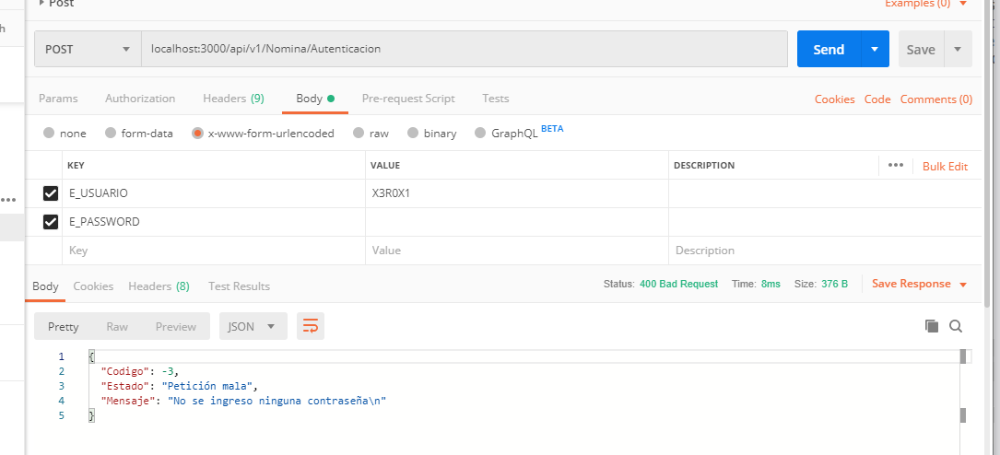 Post
Examples (0)
POST localhost:3000/api/v1/Nomina/Autenticacion Send Save
Params Authorization Headers (9) Body Pre-request Script Tests Cookies Code Comments (0)
none form-data x-www-form-urlencoded raw binary GraphQL BETA
KEY VALUE DESCRIPTION ••• Bulk Edit
E_USUARIO X3R0X1
E_PASSWORD
Key Value Description
Body Cookies Headers (8) Test Results Status: 400 Bad Request Time: 8ms Size: 376 B Save Response
Pretty Raw Preview JSON
1 {
2 "Codigo": -3,
3 "Estado": "Petición mala",
4 "Mensaje": "No se ingreso ninguna contraseña\n"
5 }